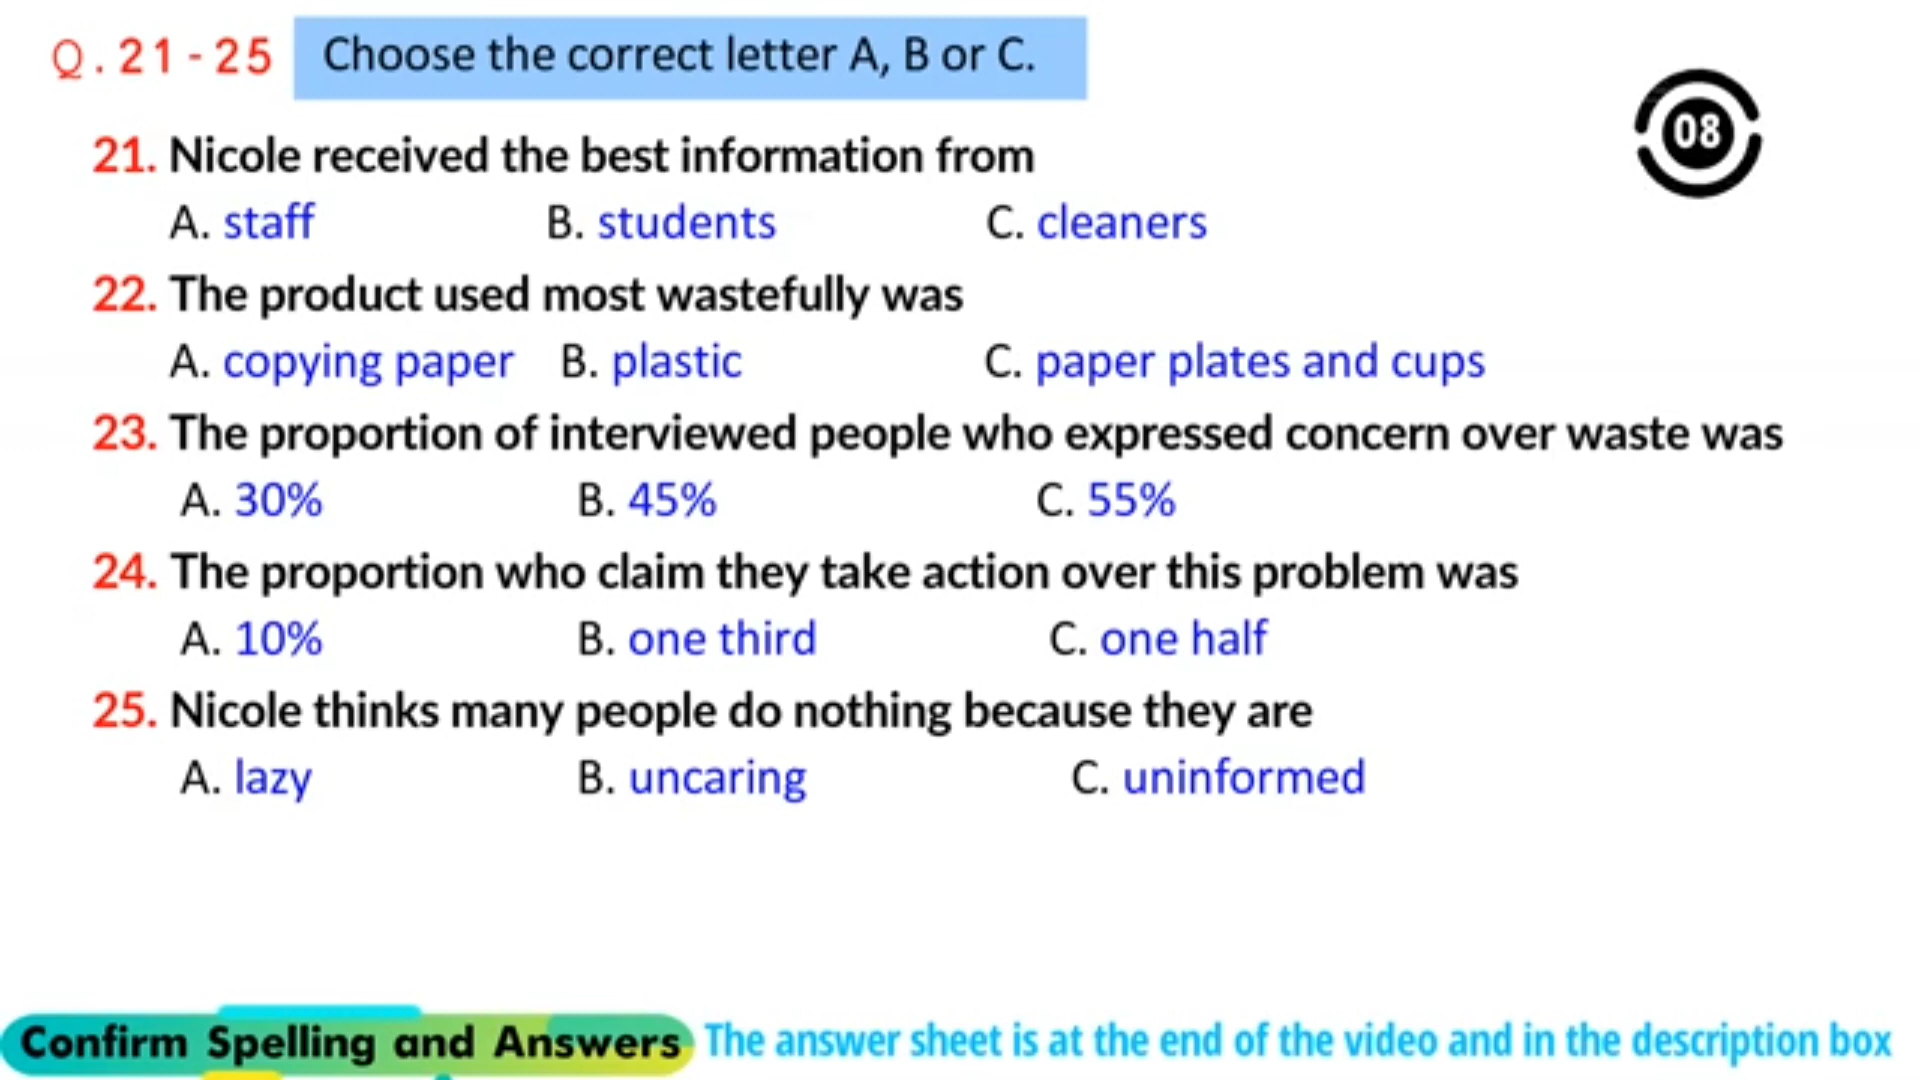 Q.21-25 Choose the correct letter A, B or C.
08
21. Nicole received the best information from
A. staff B. students C. cleaners
22. The product used most wastefully was
A. copying paper B. plastic C. paper plates and cups
23. The proportion of interviewed people who expressed concern over waste was
A. 30% B. 45% C. 55%
24. The proportion who claim they take action over this problem was
A. 10% B. one third C. one half
25. Nicole thinks many people do nothing because they are
A. lazy B. uncaring C. uninformed
Confirm Spelling and Answers The answer sheet is at the end of the video and in the description box